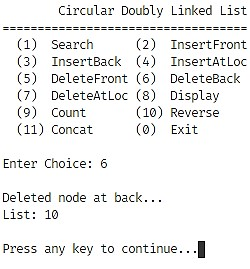 Circular Doubly Linked List
===================================
(1) Search (2) InsertFront
(3) InsertBack (4) InsertAtLoc
(5) DeleteFront (6) DeleteBack
(7) DeleteAtLoc (8) Display
(9) Count (10) Reverse
(11) Concat (0) Exit
Enter Choice: 6
Deleted node at back...
List: 10
Press any key to continue...